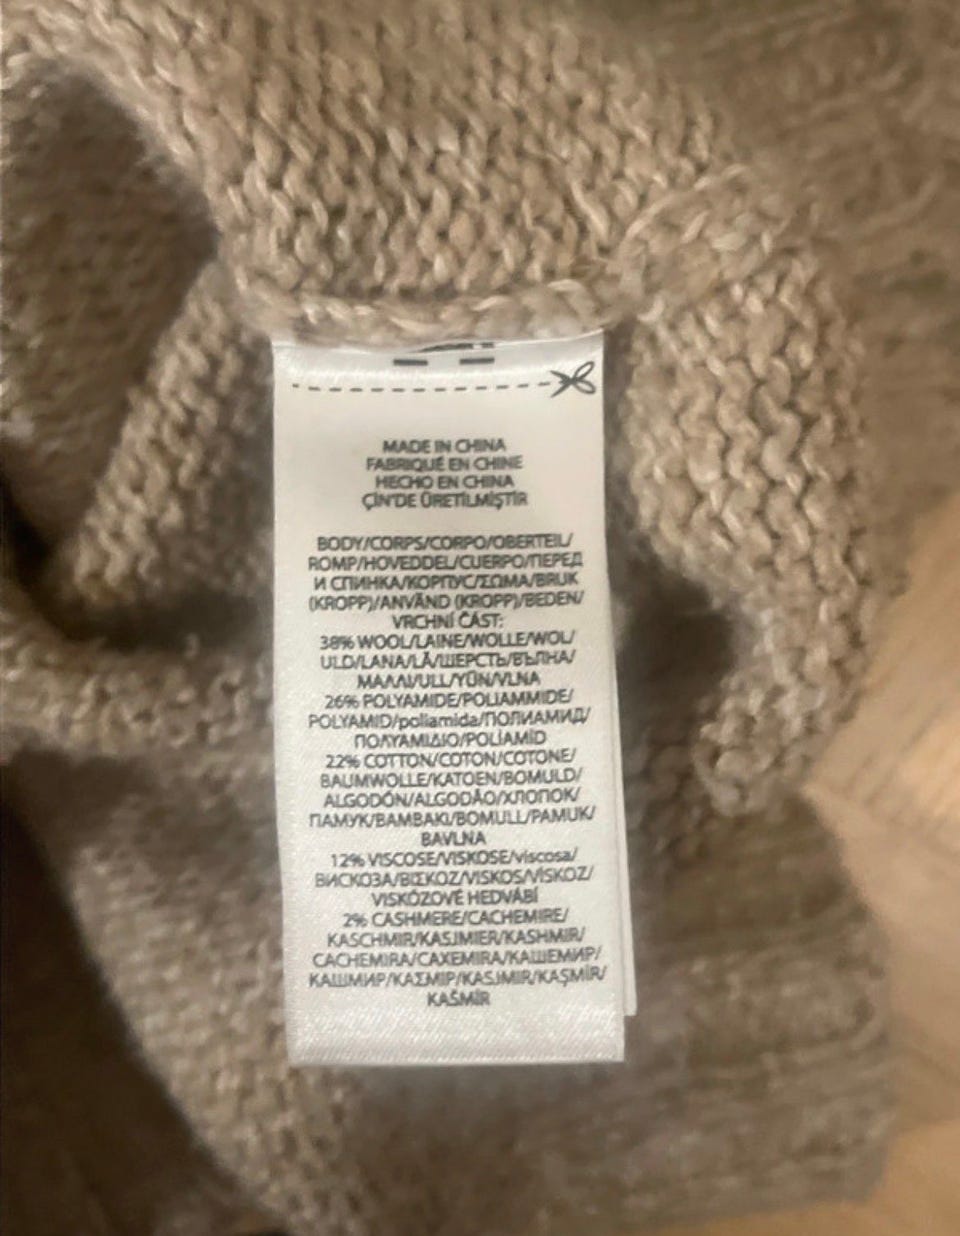 MADE IN CHINA
FABRIQUÉ EN CHINE
HECHO EN CHINA
ÇİN'DE ÜRETİLMİŞTİR
BODY/CORPS/CORPO/OBERTEIL/
ROMP/HOVEDDEL/CUERPO/ПЕРЕД
И СПИНКА/КОРПУС/ΣΩΜΑ/BRUK
(KROPP)/ANVÄND (KROPP)/BEDEN/
VRCHNÍ ČÁST:
38% WOOL/LAINE/WOLLE/WOL/
ULD/LANA/LÃ/ШЕРСТЬ/ВЪЛНА/
ΜΑΛΛΙ/ULL/YÜN/VLNA
26% POLYAMIDE/POLIAMMIDE/
POLYAMID/poliamida/ПОЛИАМИД/
ΠΟΛΥΑΜΙΔΙΟ/POLİAMİD
22% COTTON/COTON/COTONE/
BAUMWOLLE/KATOEN/BOMULD/
ALGODÓN/ALGODÃO/ХЛОПОК/
ПАМУК/ΒΑΜΒΑΚΙ/BOMULL/PAMUK/
BAVLNA
12% VISCOSE/VISKOSE/viscosa/
ВИСКОЗА/ΒΙΣΚΟΖ/VISKOS/VİSKOZ/
VISKÓZOVÉ HEDVÁBÍ
2% CASHMERE/CACHEMIRE/
KASCHMIR/KASJMIER/KASHMIR/
CACHEMIRA/CAXEMIRA/КАШЕМИР/
КАШМИР/ΚΑΣΜΙΡ/KASJMIR/KAŞMİR/
KAŠMÍR